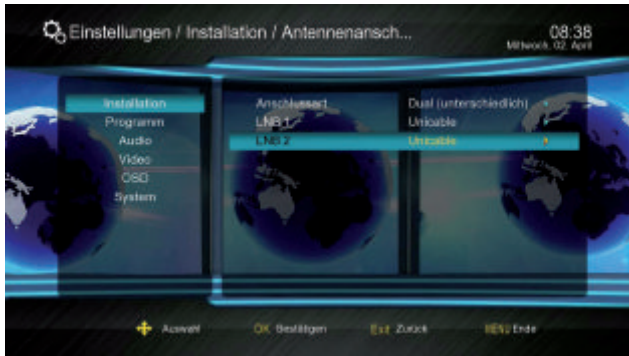 Einstellungen / Installation / Antennenansch...
08:38
Mittwoch, 02. April
Installation
Programm
Audio
Video
OSD
System
Anschlussart Dual (unterschiedlich)
LNB 1 Unicable
LNB 2 Unicable
Auswahl OK Bestätigen Exit Zurück MENU Ende